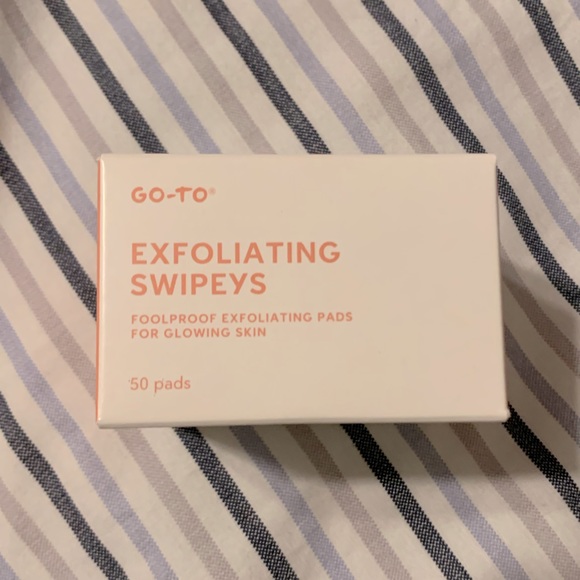 GO-TO®
EXFOLIATING
SWIPEYS
FOOLPROOF EXFOLIATING PADS
FOR GLOWING SKIN
50 pads